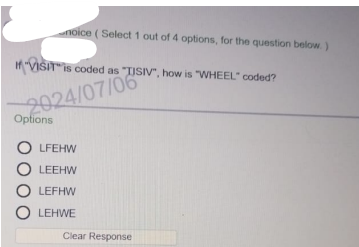 ( Select 1 out of 4 options, for the question below. )
If "VISIT" is coded as "TISIV", how is "WHEEL" coded?
2024/07/06
Options
LFEHW
LEEHW
LEFHW
LEHWE
Clear Response